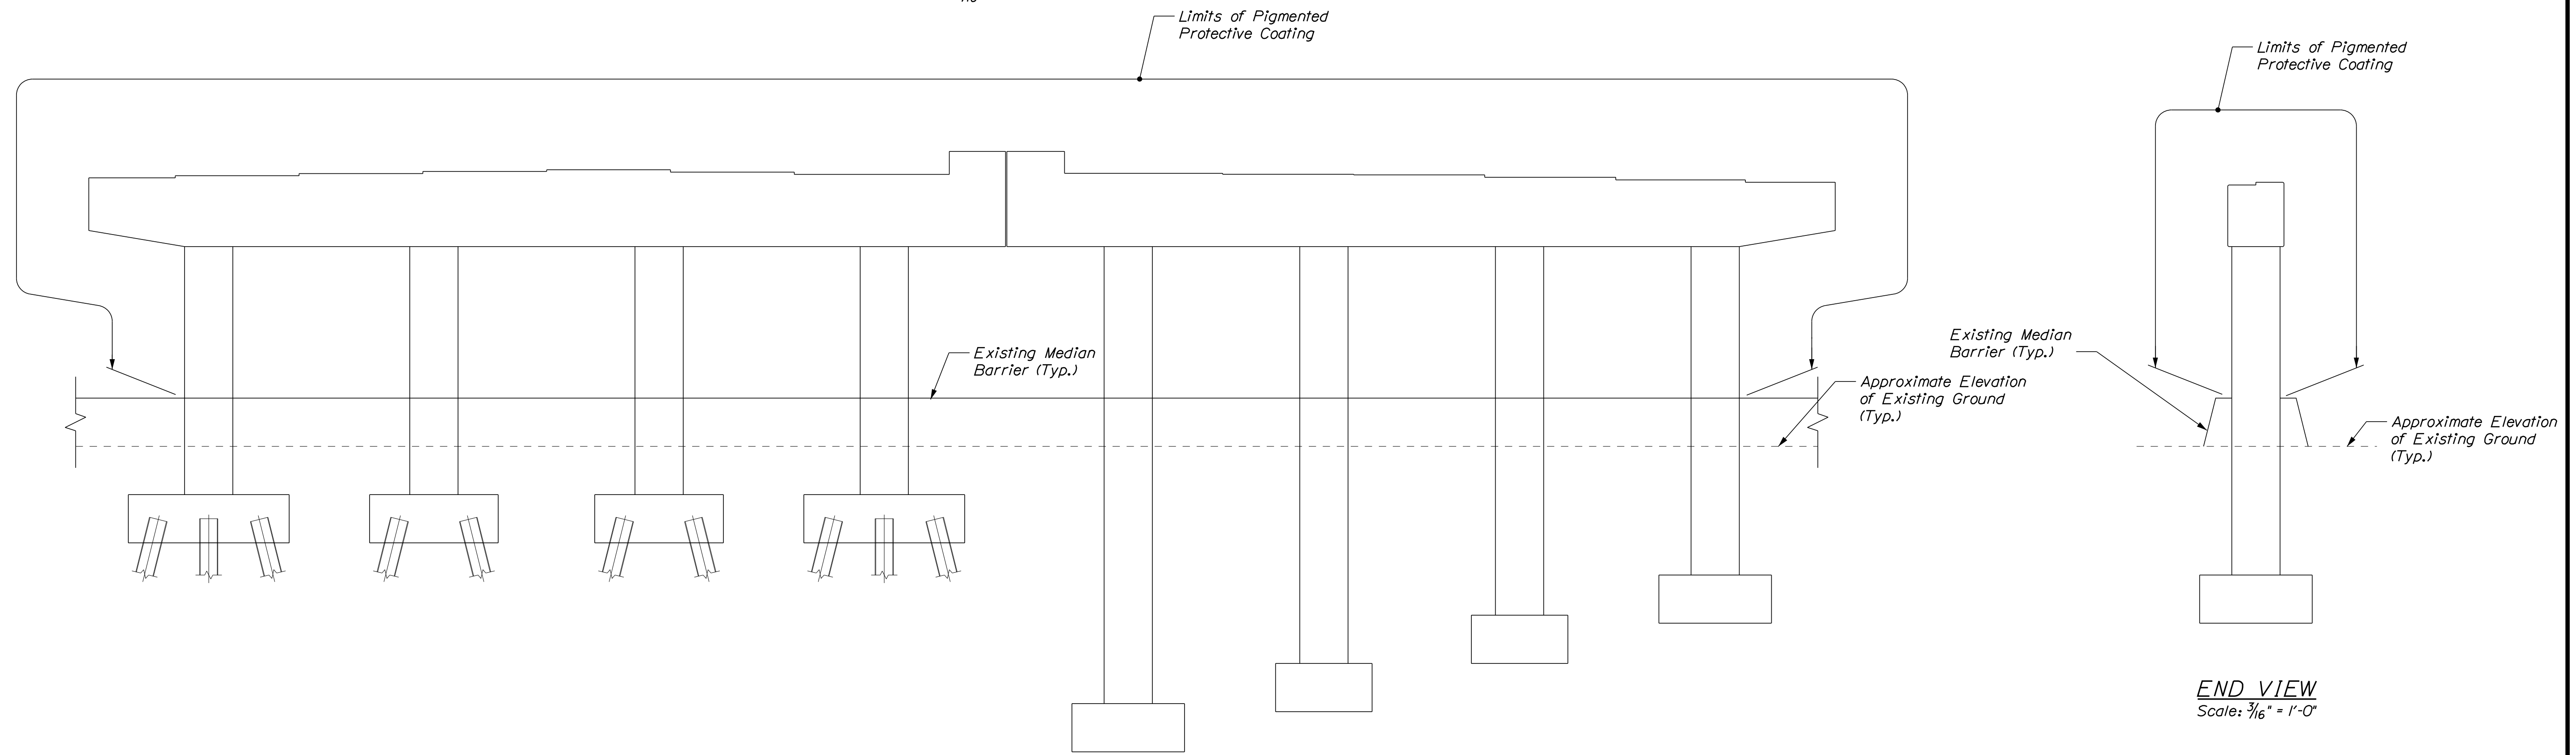 Limits of Pigmented
Protective Coating
Limits of Pigmented
Protective Coating
Existing Median
Barrier (Typ.)
Approximate Elevation
of Existing Ground
(Typ.)
Existing Median
Barrier (Typ.)
Approximate Elevation
of Existing Ground
(Typ.)
END VIEW
Scale: 3/16" = 1'-0"